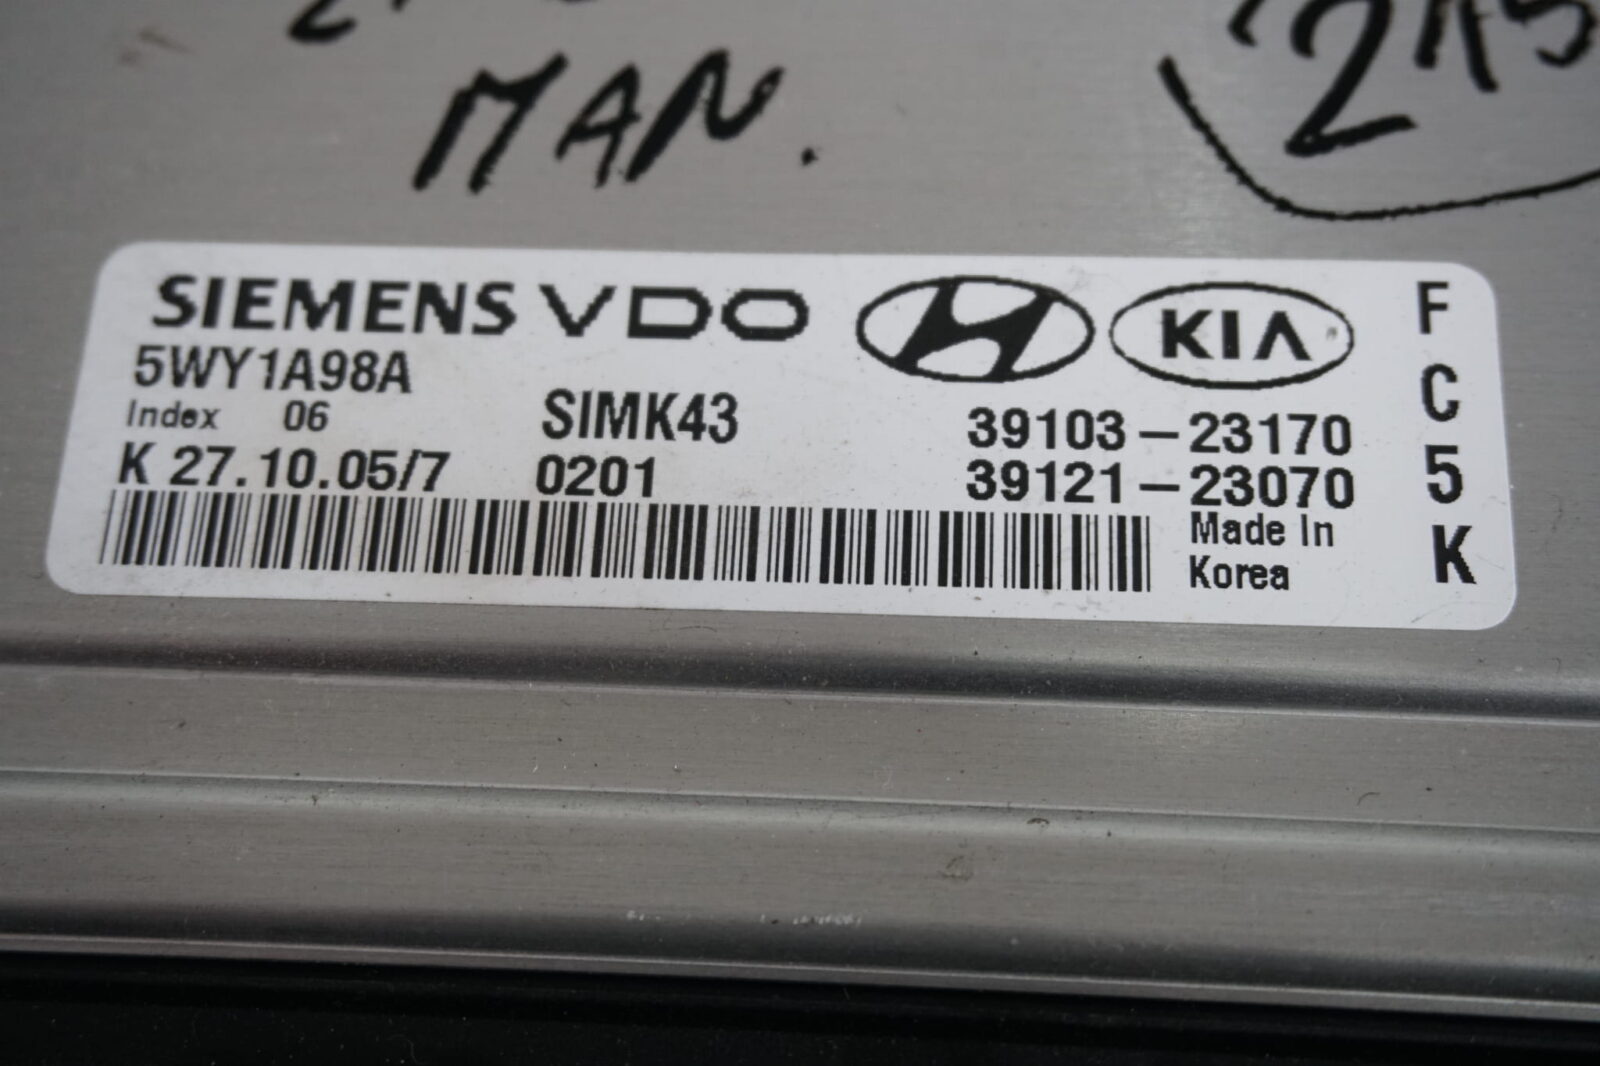 MAN.
SIEMENS VDO
KIA
5WY1A98A
Index 06
SIMK43
39103-23170
K 27.10.05/7
0201
39121-23070
Made In
Korea
F
C
5
K